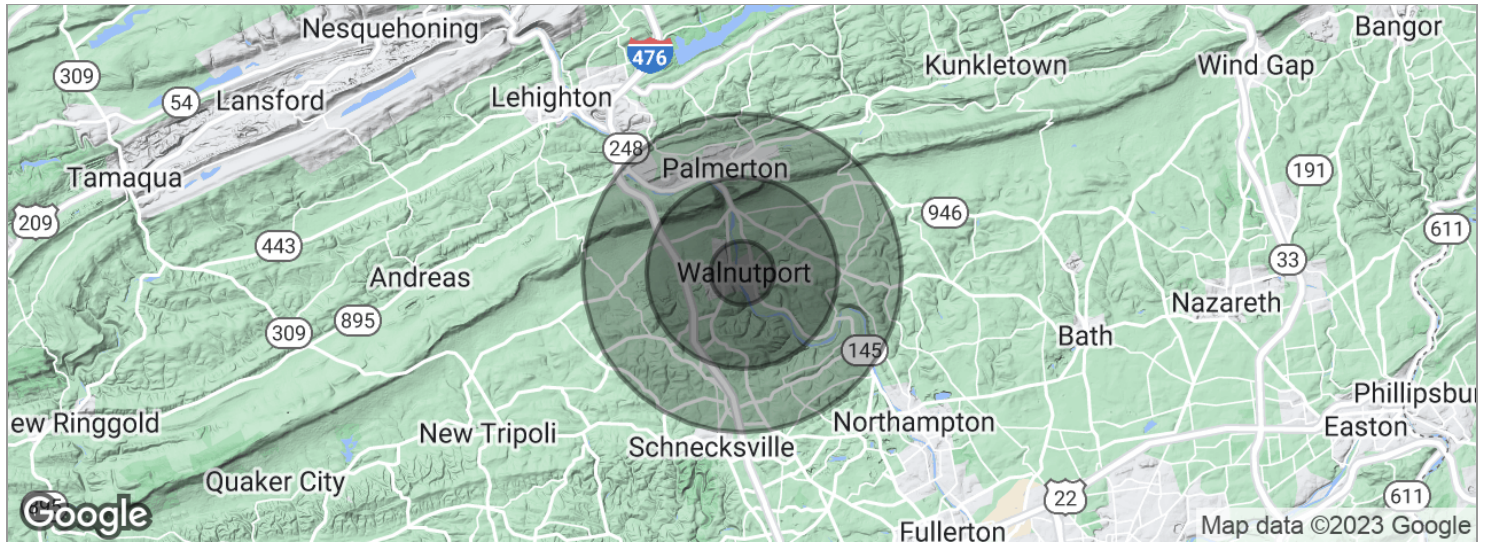 Nesquehoning
Bangor
476
Kunkletown
Wind Gap
309
54
Lansford
Lehighton
248
Palmerton
191
Tamaqua
209
946
611
443
Walnutport
33
Andreas
Nazareth
895
309
145
Bath
Phillipsbu
ew Ringgold
New Tripoli
Northampton
Easton
Schnecksville
Quaker City
22
611
Google
Fullerton
Map data ©2023 Google